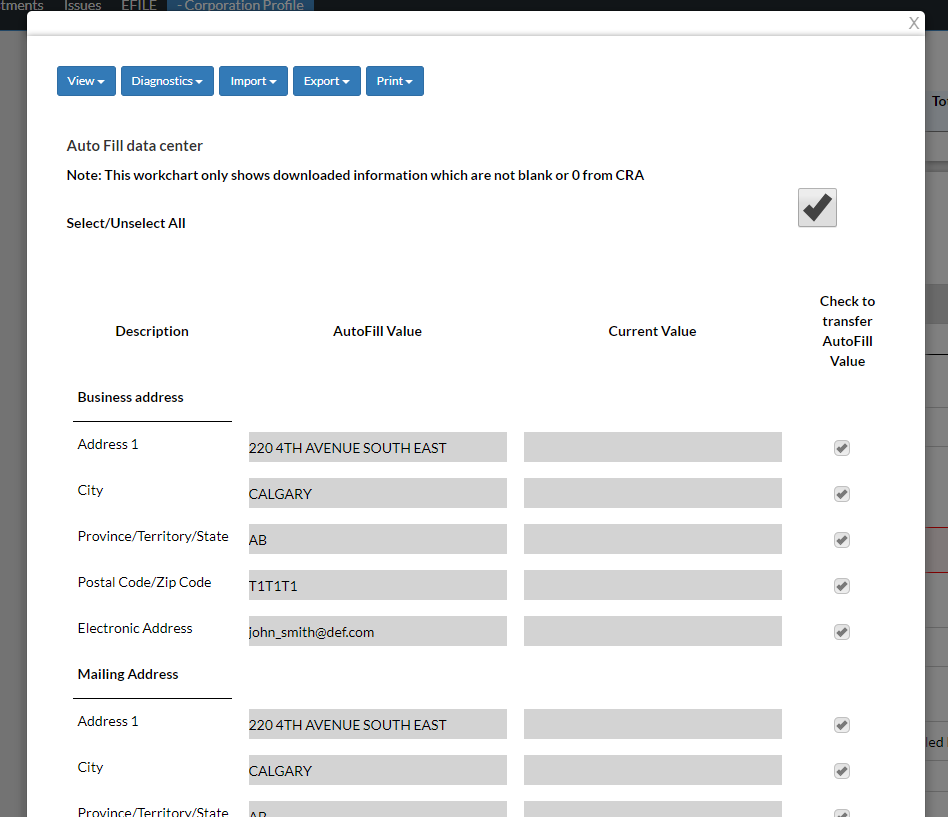 tments Issues EFILE - Corporation Profile
X
View Diagnostics Import Export Print
To
Auto Fill data center
Note: This workchart only shows downloaded information which are not blank or 0 from CRA
Select/Unselect All
Description AutoFill Value Current Value Check to
transfer
AutoFill
Value
Business address
Address 1 220 4TH AVENUE SOUTH EAST
City CALGARY
Province/Territory/State AB
Postal Code/Zip Code T1T1T1
Electronic Address john_smith@def.com
Mailing Address
Address 1 220 4TH AVENUE SOUTH EAST
led
City CALGARY
Province/Territory/State AB